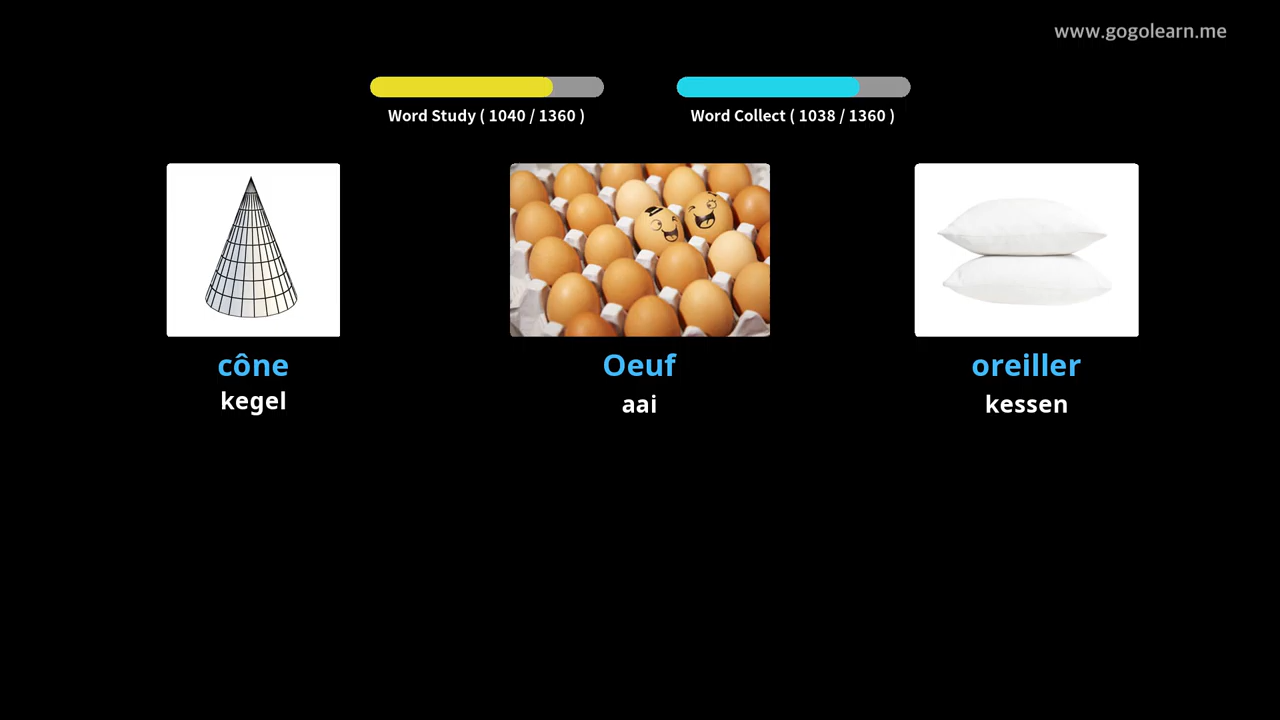 www.gogolearn.me
Word Study ( 1040 / 1360 )
Word Collect ( 1038 / 1360 )
cône
kegel
Oeuf
aai
oreiller
kessen